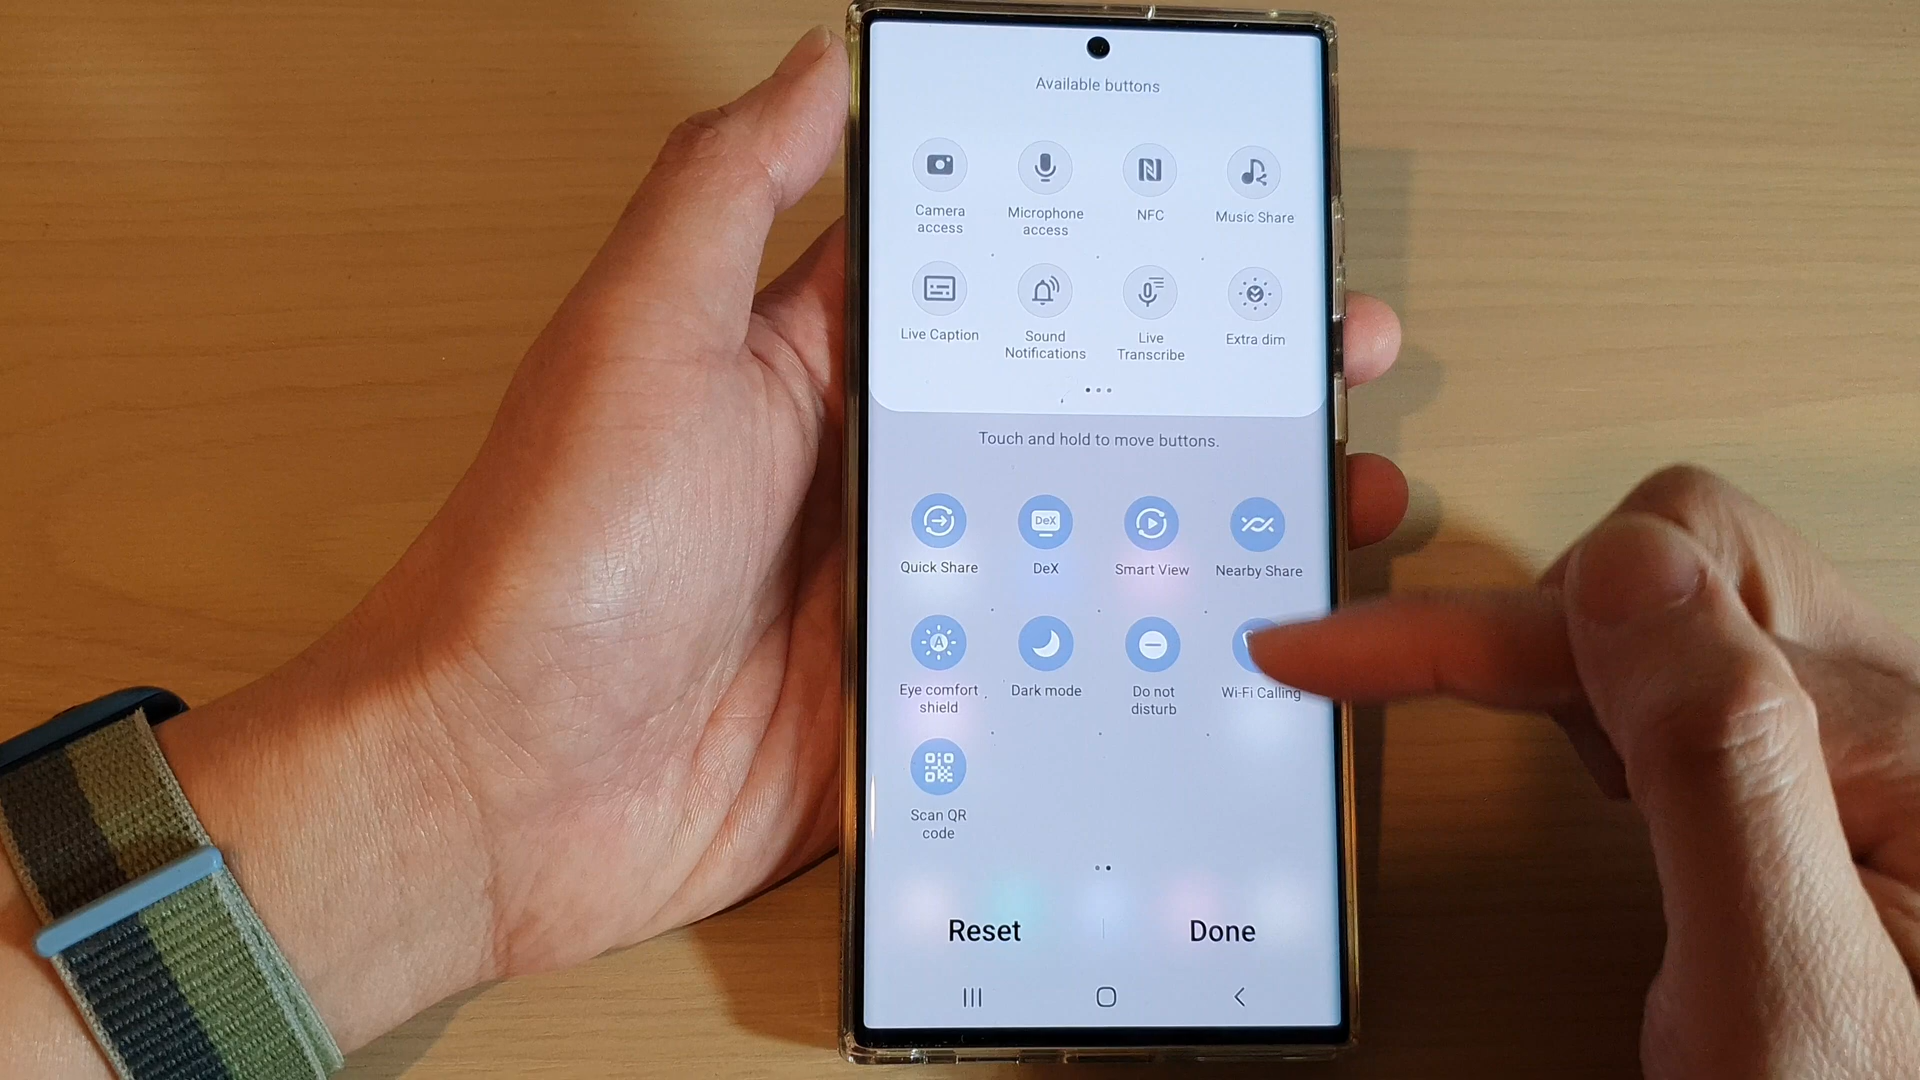 Available buttons
Camera access
Microphone access
NFC
Music Share
Live Caption
Sound Notifications
Live Transcribe
Extra dim
Touch and hold to move buttons.
Quick Share
DeX
DeX
Smart View
Nearby Share
A
Eye comfort shield
Dark mode
Do not disturb
Wi-Fi Calling
Scan QR code
Reset
Done